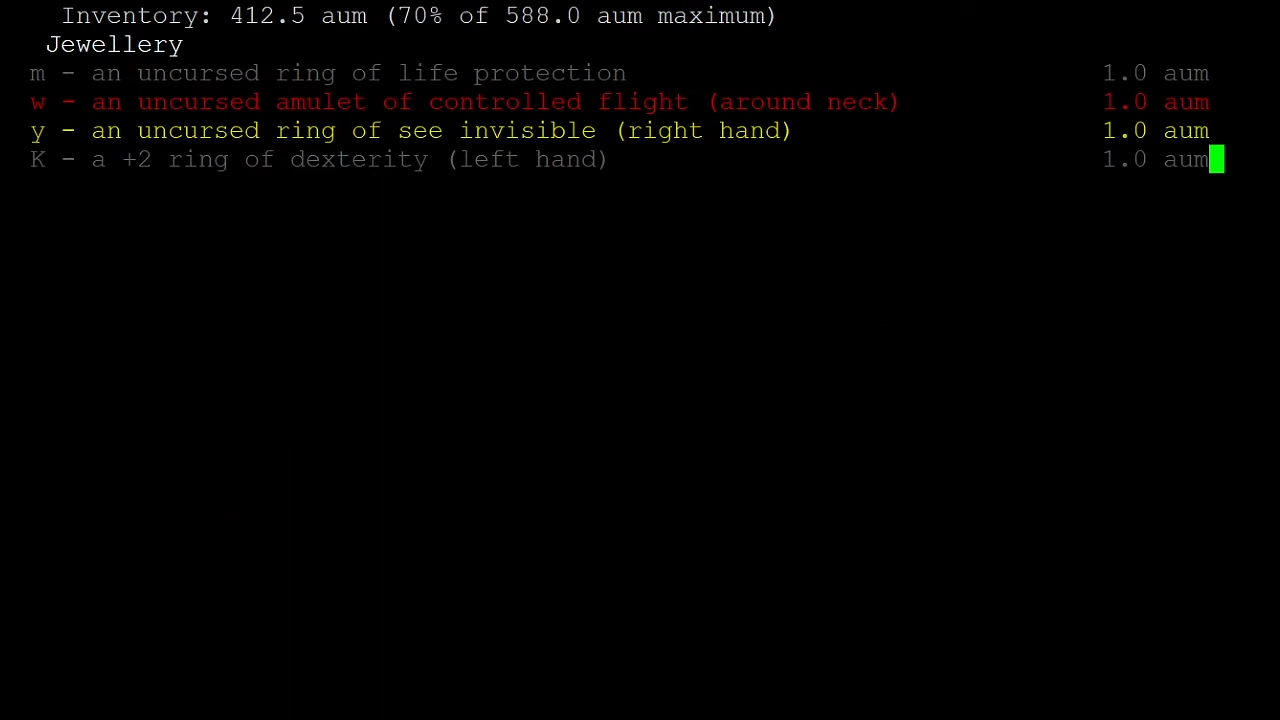 Inventory: 412.5 aum (70% of 588.0 aum maximum)
Jewellery
m - an uncursed ring of life protection 1.0 aum
w - an uncursed amulet of controlled flight (around neck) 1.0 aum
y - an uncursed ring of see invisible (right hand) 1.0 aum
K - a +2 ring of dexterity (left hand) 1.0 aum